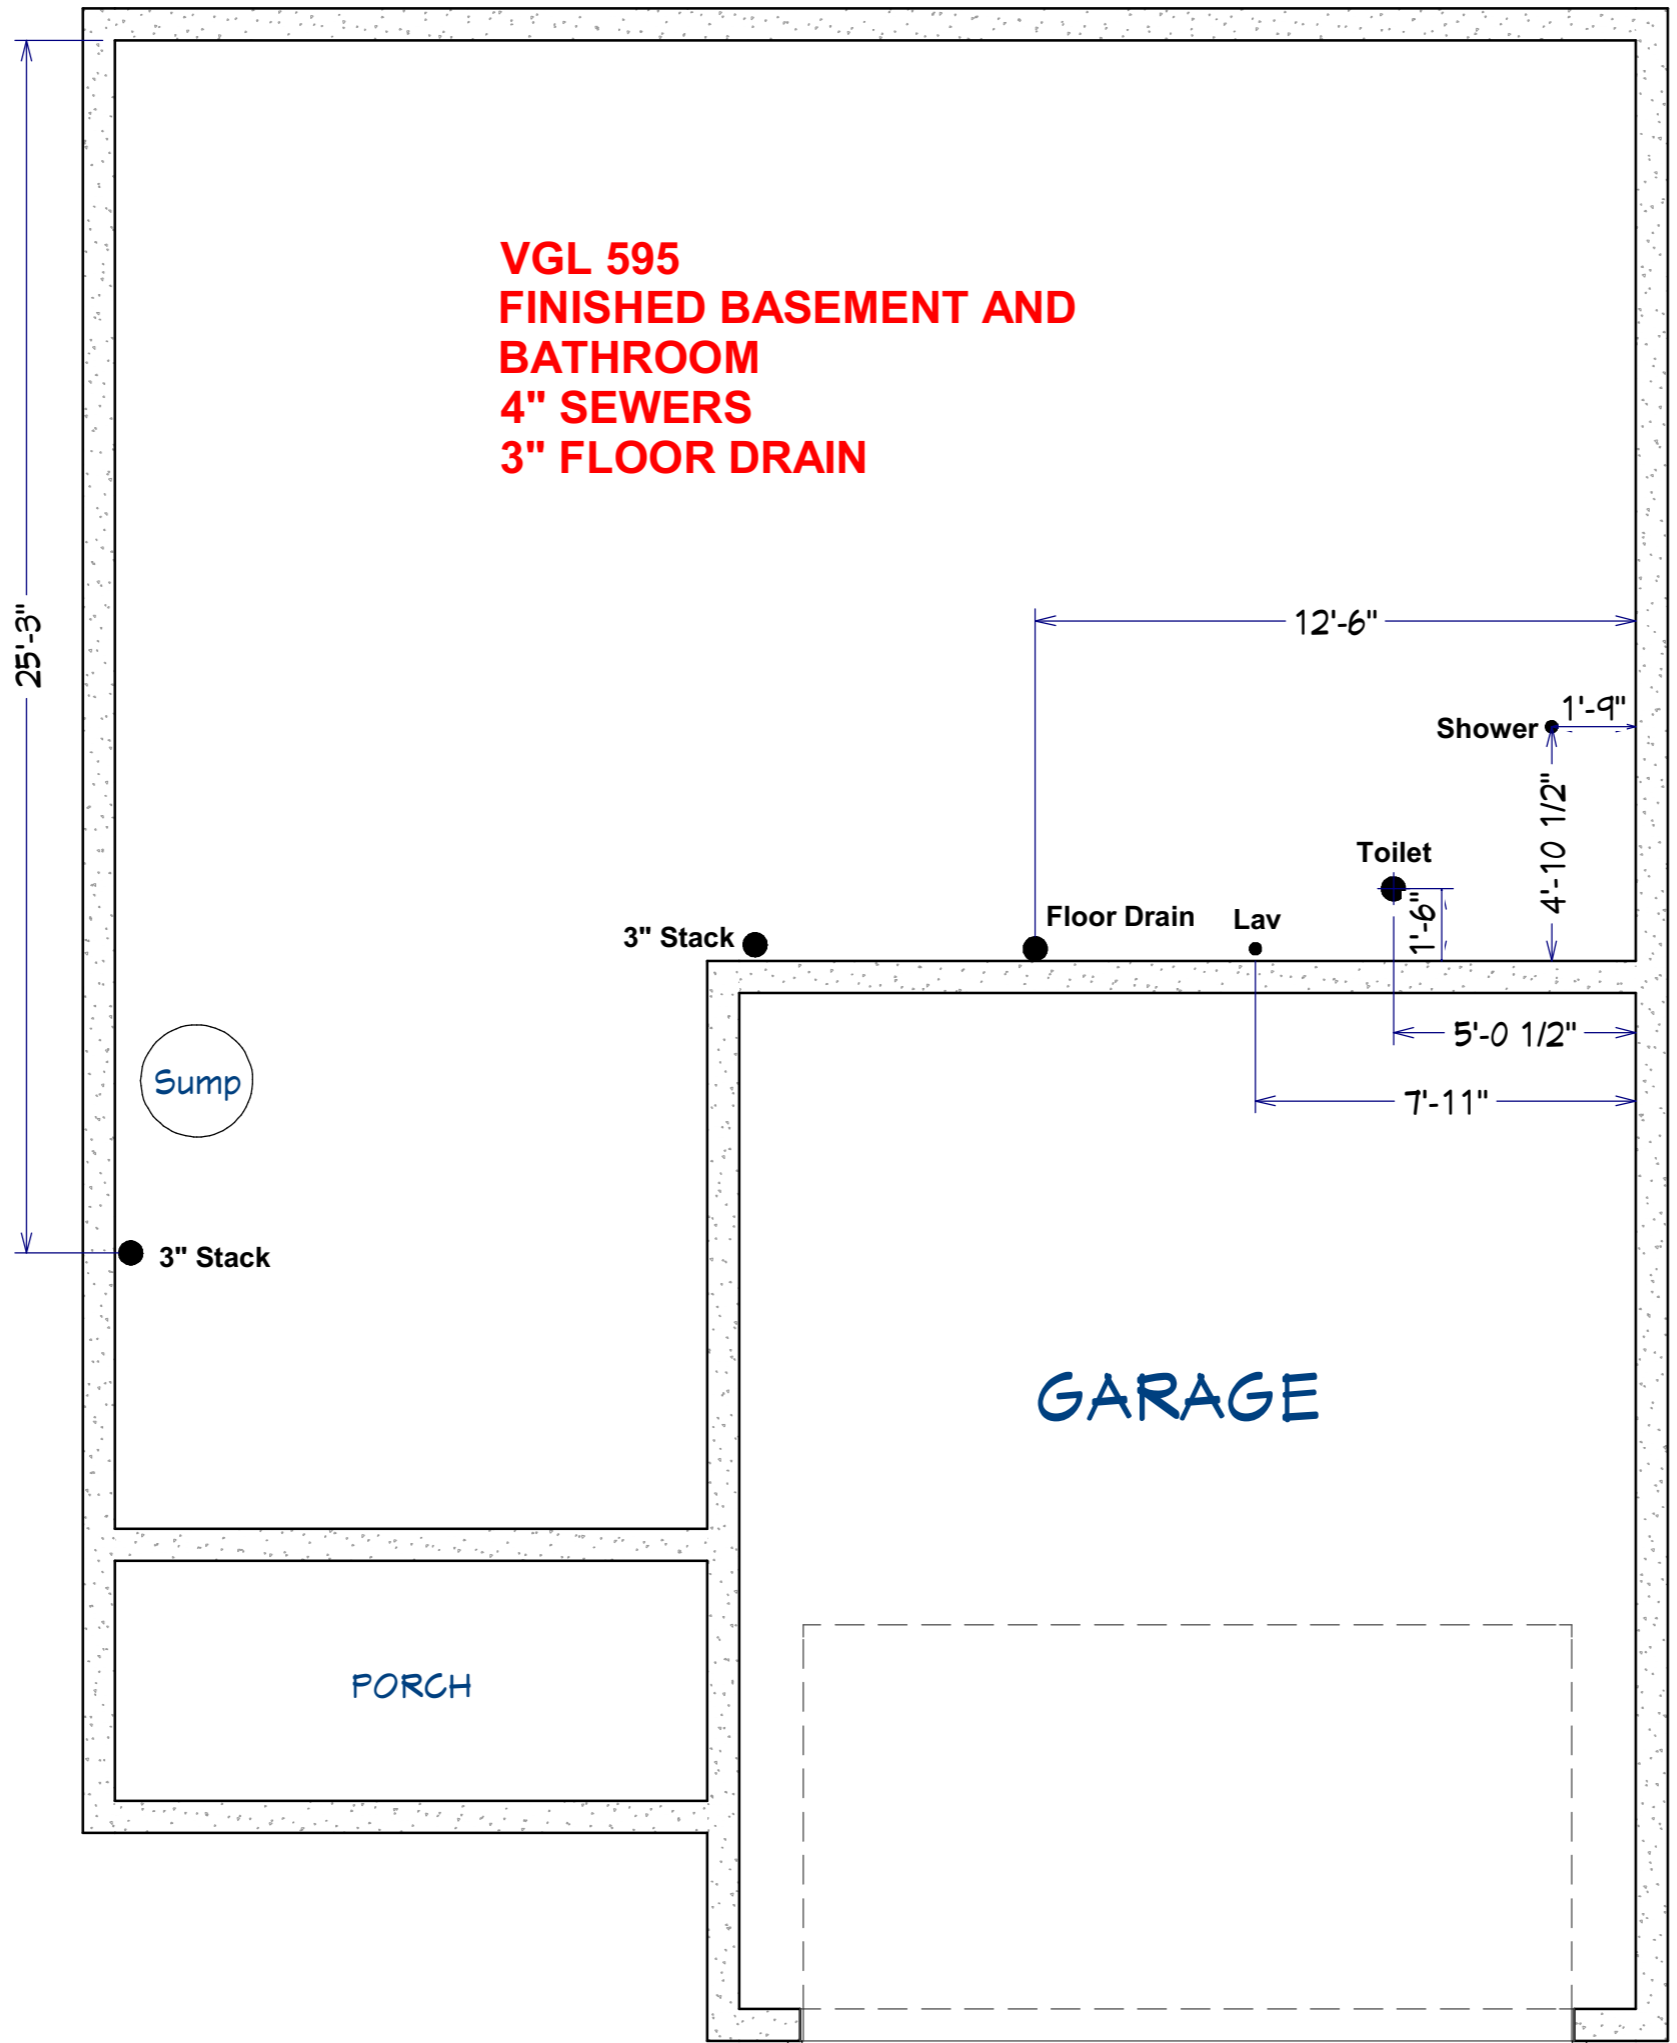 VGL 595
FINISHED BASEMENT AND
BATHROOM
4" SEWERS
3" FLOOR DRAIN
25'-3"
12'-6"
1'-9"
Shower
4'-10 1/2"
Toilet
1'-6"
Floor Drain
Lav
3" Stack
5'-0 1/2"
Sump
7'-11"
3" Stack
GARAGE
PORCH